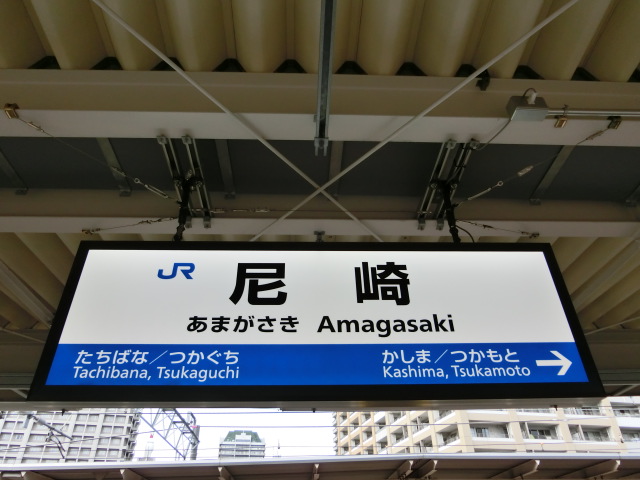 JR 尼崎
あまがさき Amagasaki
たちばな／つかぐち かしま／つかもと
Tachibana, Tsukaguchi Kashima, Tsukamoto